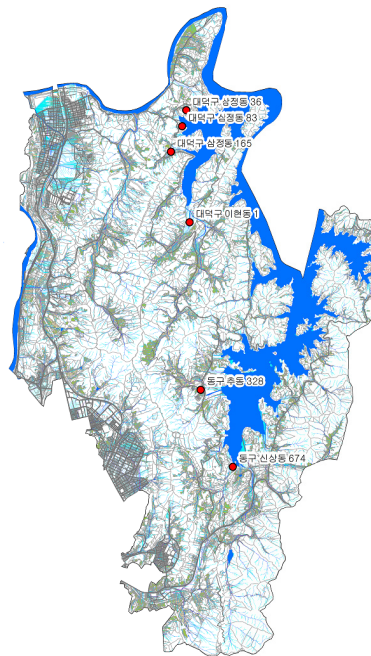 대덕구 삼정동 36
대덕구 삼정동 83
대덕구 삼정동 165
대덕구 이현동 1
동구 추동 328
동구 신상동 674